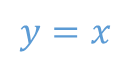 y = x